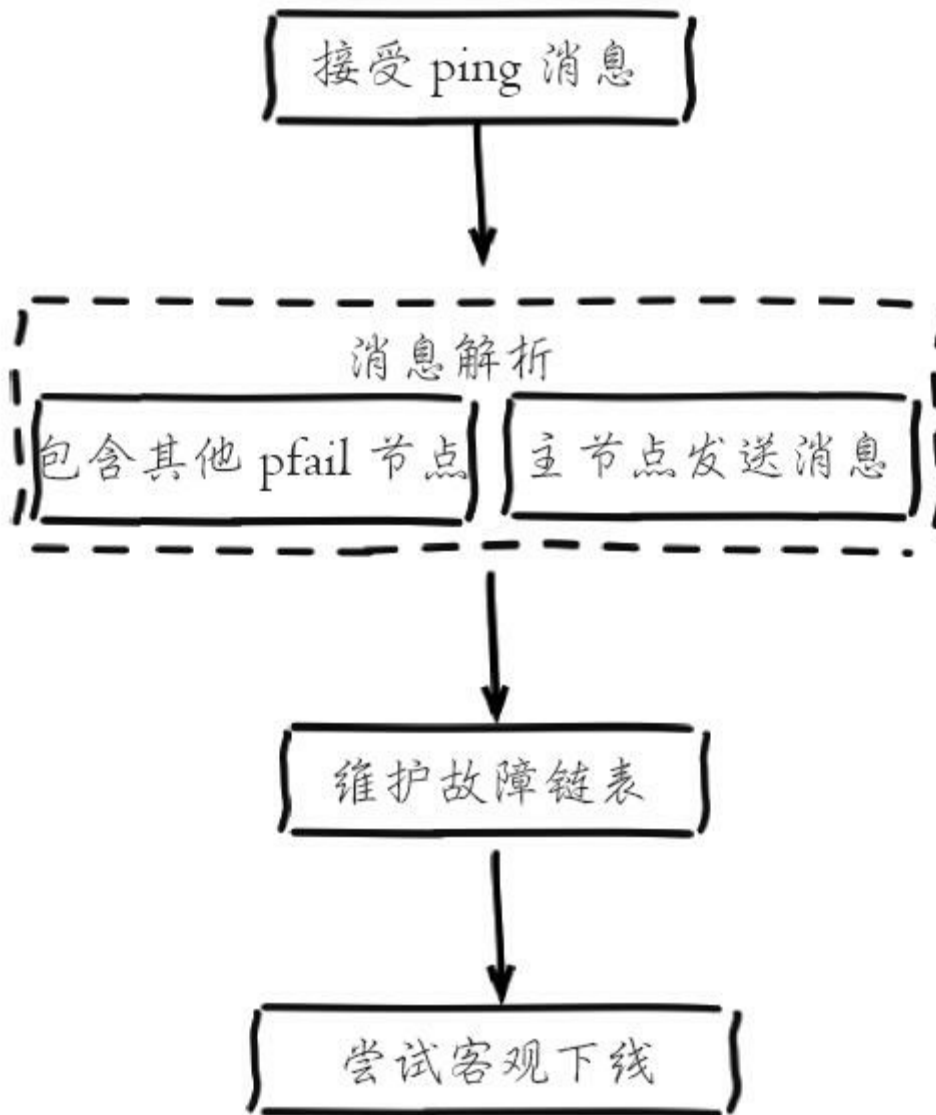 接受 ping 消息
消息解析
包含其他 pfail 节点
主节点发送消息
维护故障链表
尝试客观下线